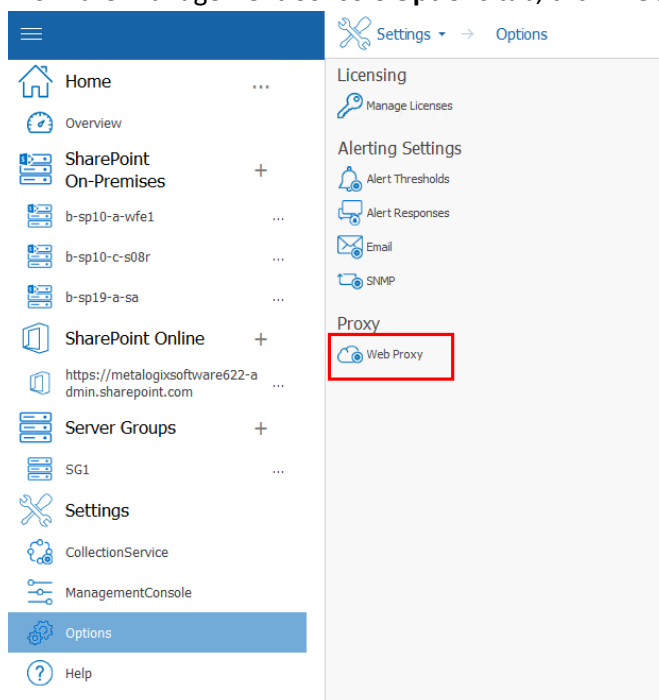 Settings → Options
Home ...
Overview
SharePoint
On-Premises +
b-sp10-a-wfe1 ...
b-sp10-c-s08r ...
b-sp19-a-sa ...
SharePoint Online +
https://metalogixsoftware622-a
dmin.sharepoint.com ...
Server Groups +
SG1 ...
Settings
CollectionService
ManagementConsole
Options
Help
Licensing
Manage Licenses
Alerting Settings
Alert Thresholds
Alert Responses
Email
SNMP
Proxy
Web Proxy